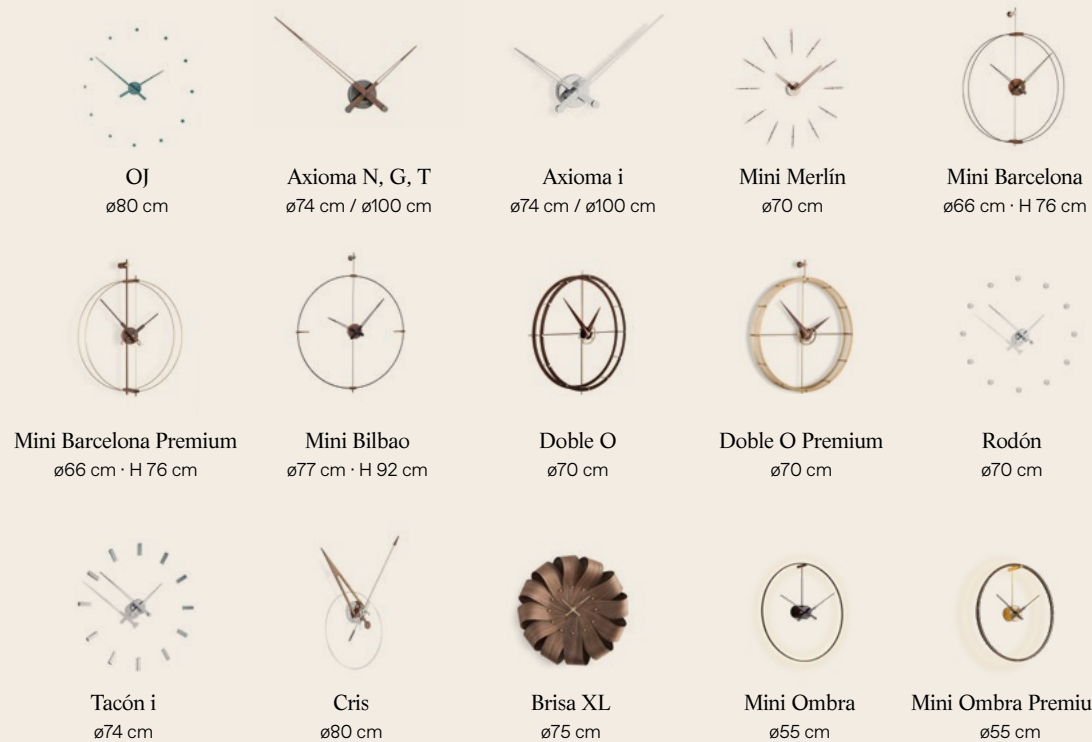 OJ
ø80 cm
Axioma N, G, T
ø74 cm / ø100 cm
Axioma i
ø74 cm / ø100 cm
Mini Merlín
ø70 cm
Mini Barcelona
ø66 cm · H 76 cm
Mini Barcelona Premium
ø66 cm · H 76 cm
Mini Bilbao
ø77 cm · H 92 cm
Doble O
ø70 cm
Doble O Premium
ø70 cm
Rodón
ø70 cm
Tacón i
ø74 cm
Cris
ø80 cm
Brisa XL
ø75 cm
Mini Ombra
ø55 cm
Mini Ombra Premiu
ø55 cm